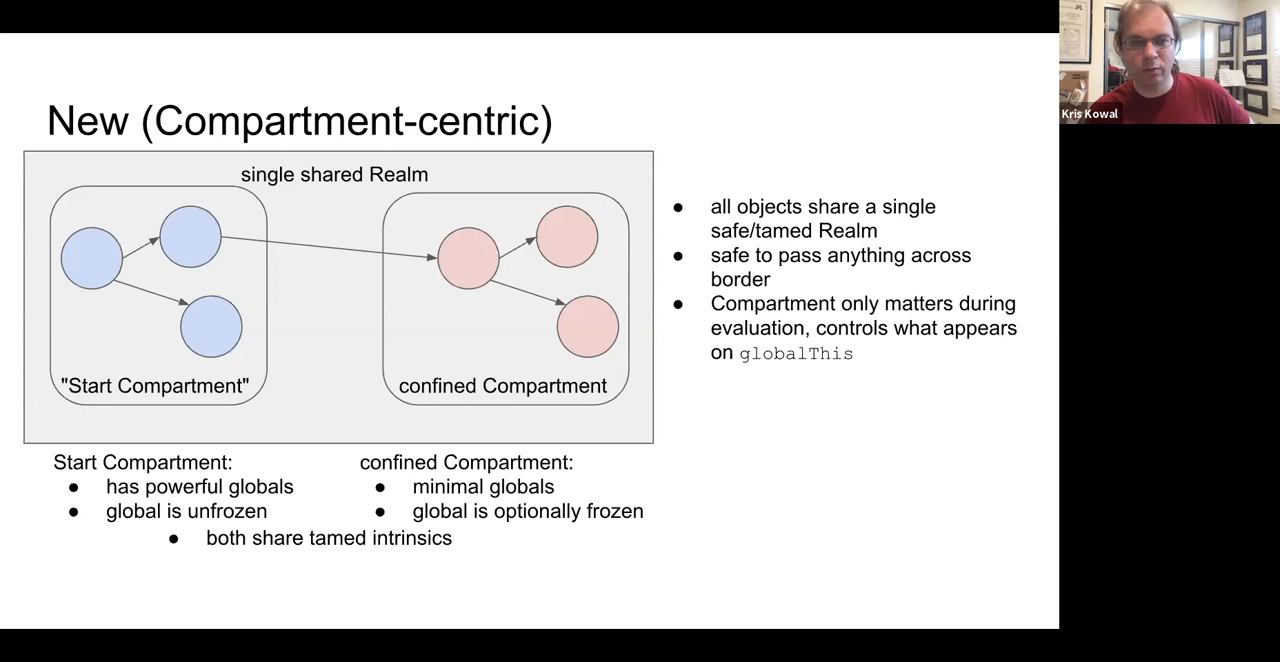 New (Compartment-centric)
single shared Realm
"Start Compartment"
confined Compartment
● all objects share a single
safe/tamed Realm
● safe to pass anything across
border
● Compartment only matters during
evaluation, controls what appears
on globalThis
Start Compartment:
● has powerful globals
● global is unfrozen
confined Compartment:
● minimal globals
● global is optionally frozen
● both share tamed intrinsics
Kris Kowal